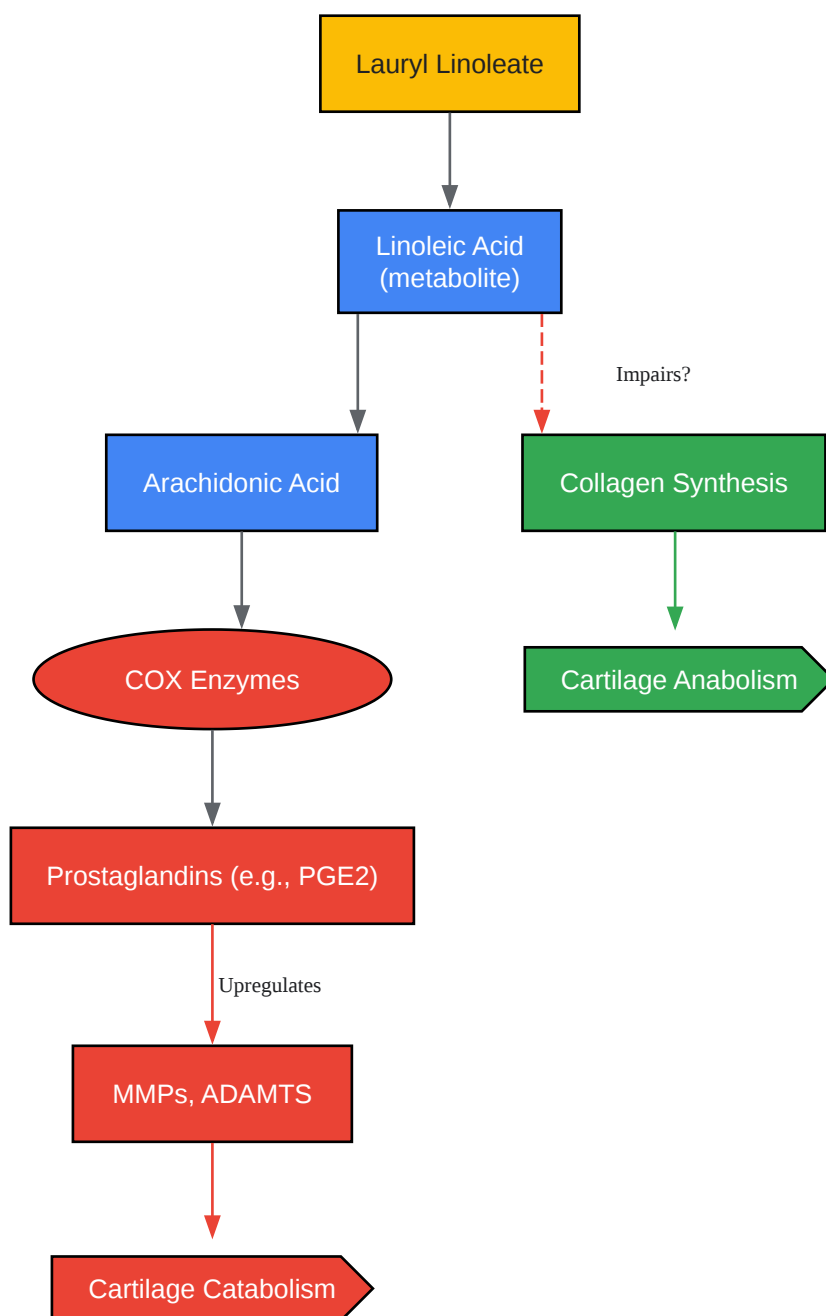 Lauryl Linoleate
Linoleic Acid
(metabolite)
Impairs?
Arachidonic Acid
Collagen Synthesis
COX Enzymes
Cartilage Anabolism
Prostaglandins (e.g., PGE2)
Upregulates
MMPs, ADAMTS
Cartilage Catabolism